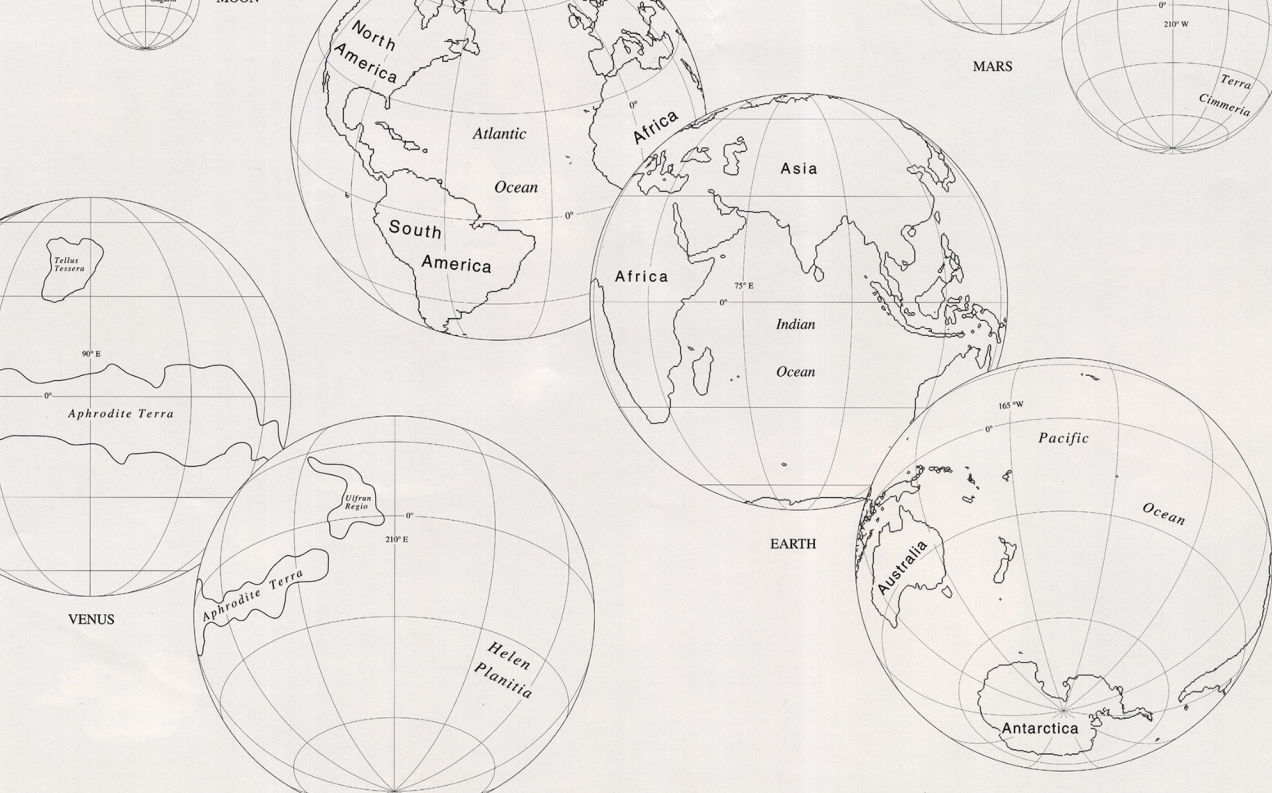 MOON
MARS
0°
210° W
Terra
Cimmeria
North
America
Atlantic
Ocean
0°
Africa
0°
South
America
Asia
Africa
75° E
0°
Indian
Ocean
EARTH
Tellus
Tessera
90° E
0°
Aphrodite Terra
VENUS
Ulfrun
Regio
0°
210° E
Aphrodite Terra
Helen
Planitia
165 °W
0°
Pacific
Ocean
Australia
Antarctica